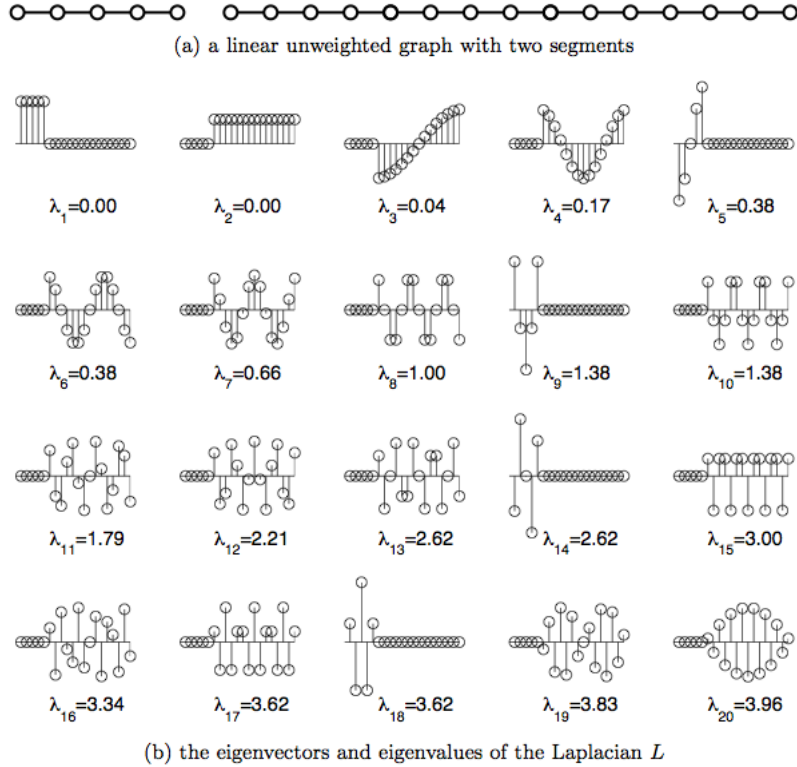 (a) a linear unweighted graph with two segments
λ1=0.00 λ2=0.00 λ3=0.04 λ4=0.17 λ5=0.38
λ6=0.38 λ7=0.66 λ8=1.00 λ9=1.38 λ10=1.38
λ11=1.79 λ12=2.21 λ13=2.62 λ14=2.62 λ15=3.00
λ16=3.34 λ17=3.62 λ18=3.62 λ19=3.83 λ20=3.96
(b) the eigenvectors and eigenvalues of the Laplacian L